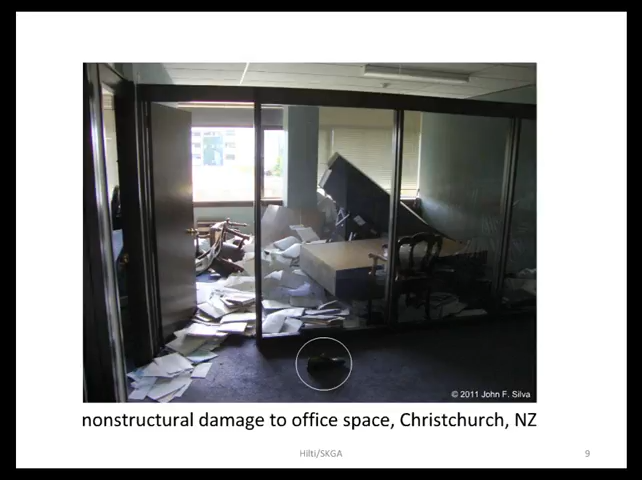 © 2011 John F. Silva
nonstructural damage to office space, Christchurch, NZ
Hilti/SKGA
9